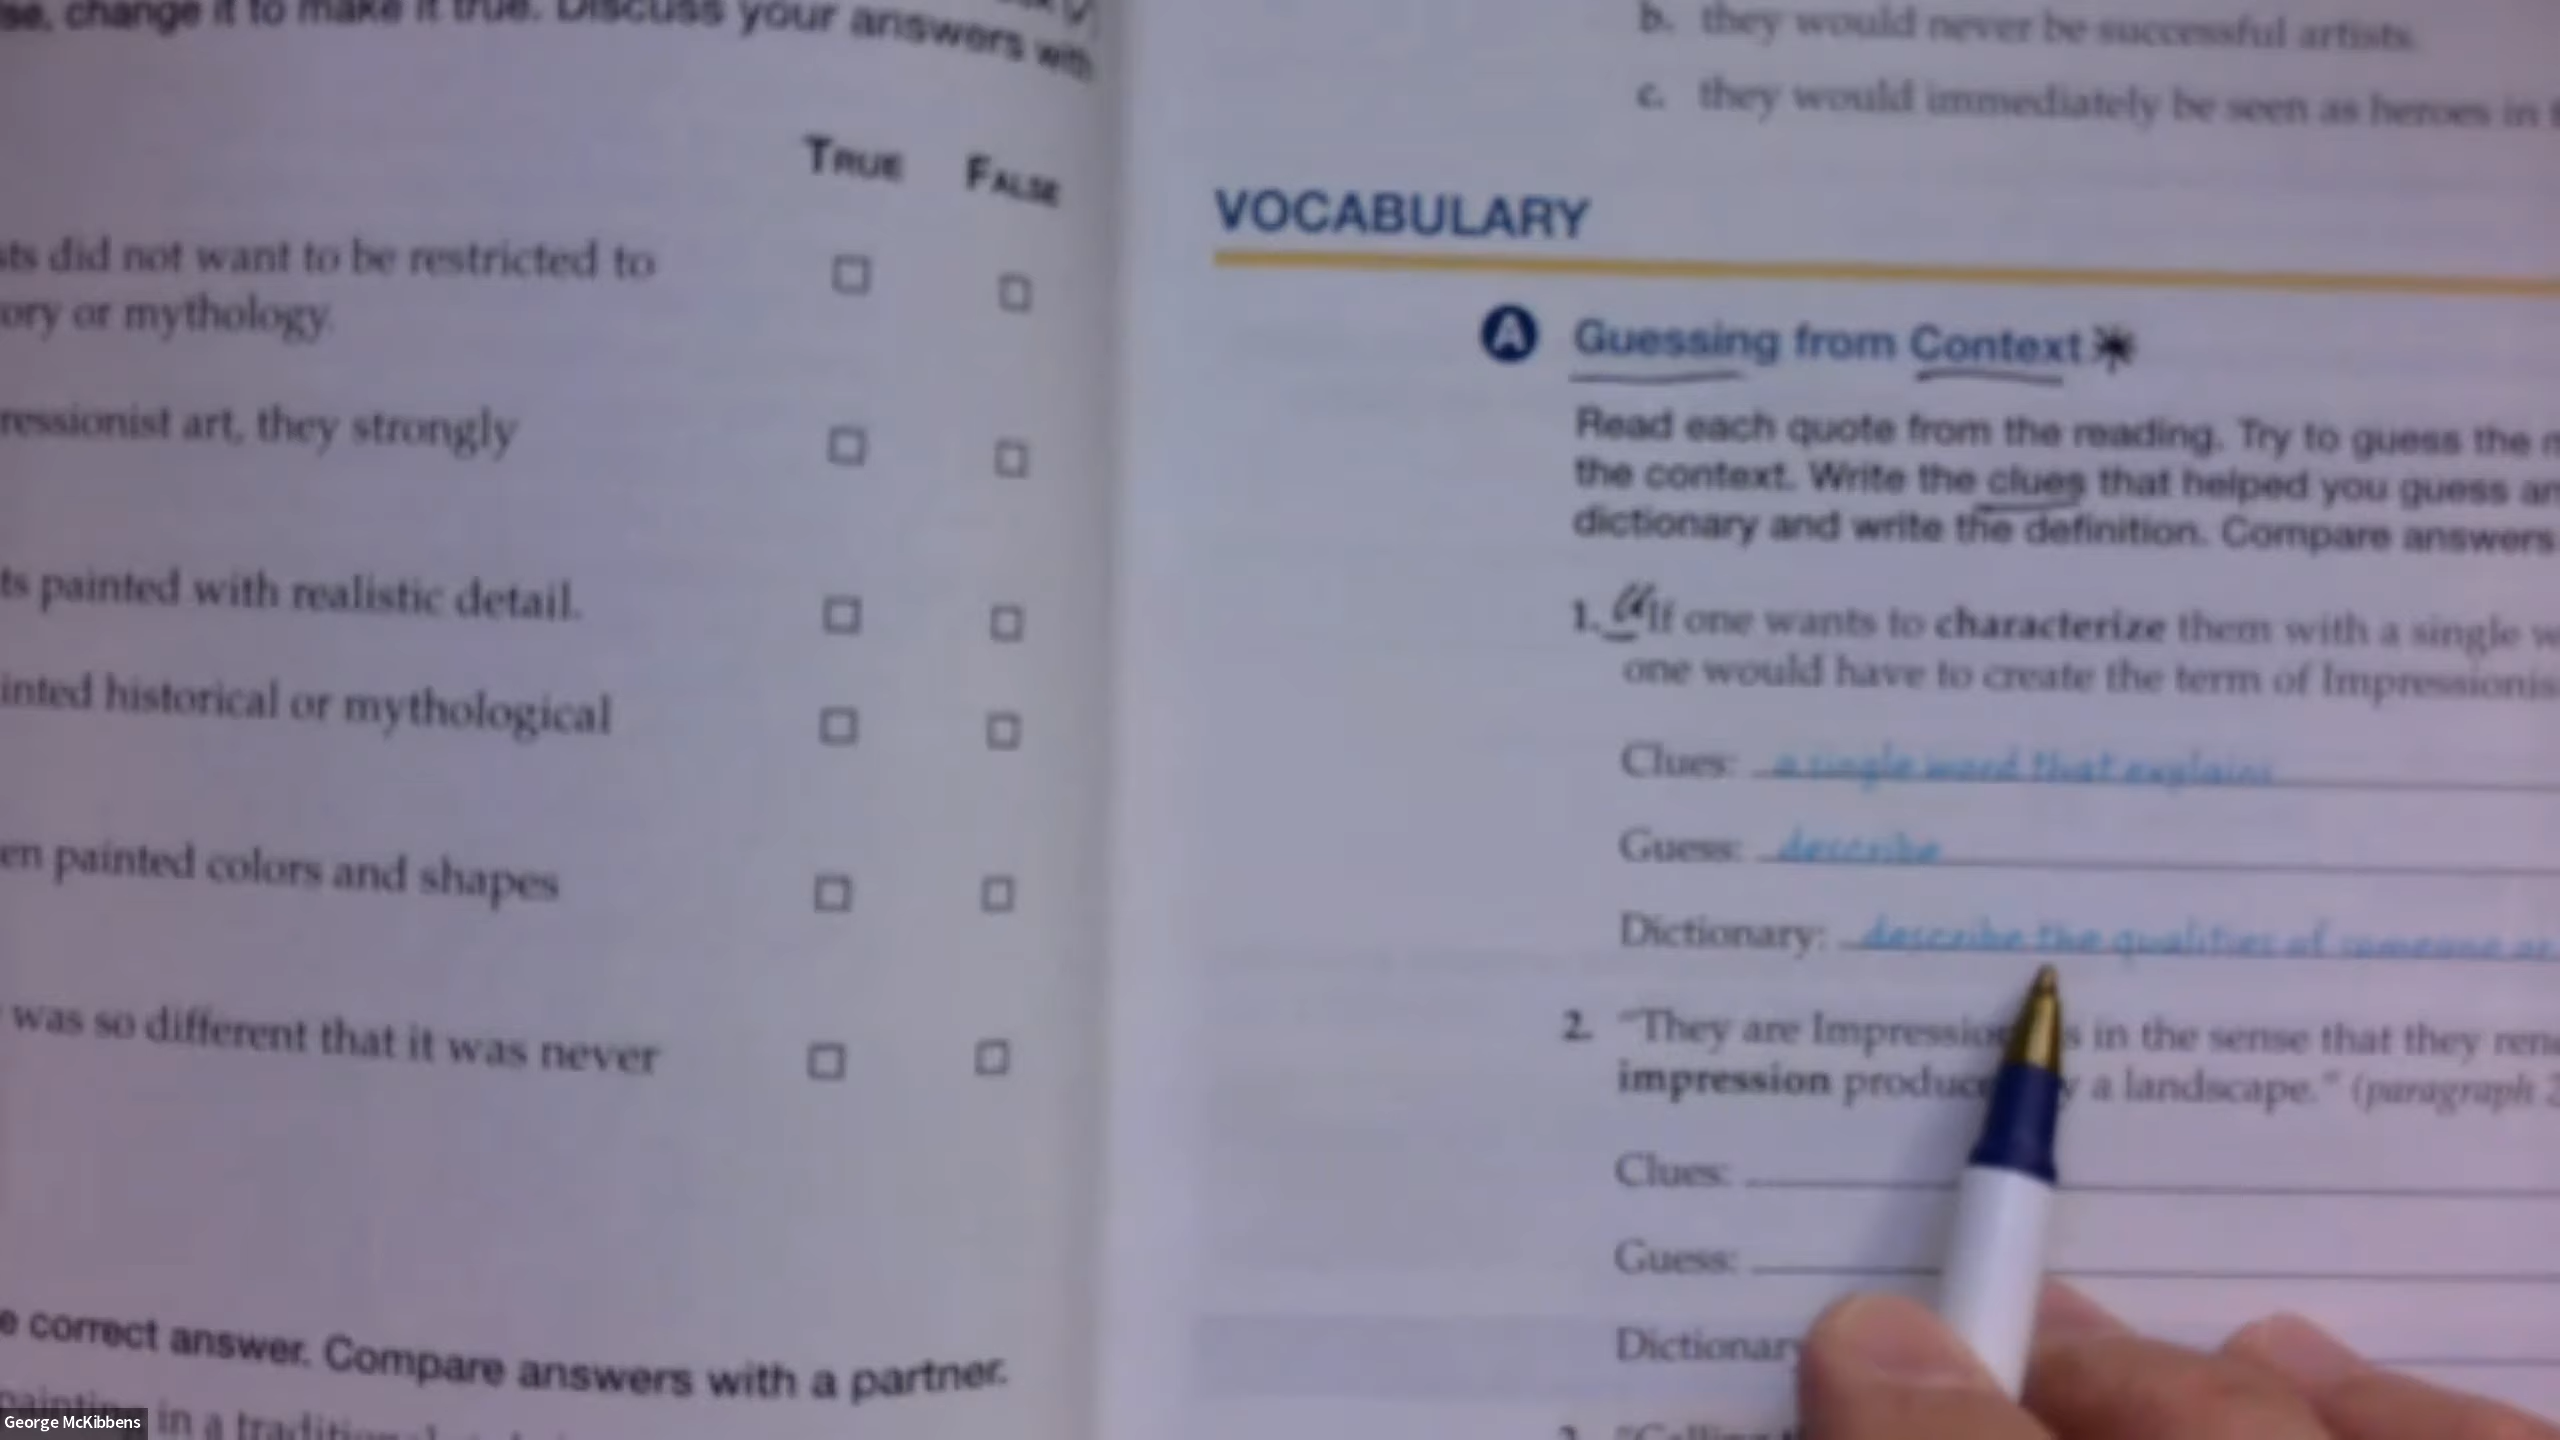 se, change it to make it true. Discuss your answers with
TRUE FALSE
sts did not want to be restricted to
ory or mythology.
ressionist art, they strongly
ts painted with realistic detail.
inted historical or mythological
en painted colors and shapes
was so different that it was never
e correct answer. Compare answers with a partner.
painting in a traditional
b. they would never be successful artists.
c. they would immediately be seen as heroes in
VOCABULARY
A Guessing from Context
Read each quote from the reading. Try to guess the
the context. Write the clues that helped you guess
dictionary and write the definition. Compare answers
1. "If one wants to characterize them with a single
one would have to create the term of Impressionis
Clues: a single word that explains
Guess: describe
Dictionary: describe the qualities of someone or
2. "They are Impressio s in the sense that they
impression produce y a landscape." (paragraph 2
Clues:
Guess:
Dictionary
George McKibbens